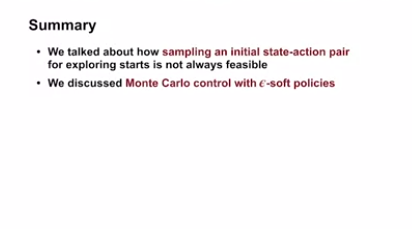 Summary
• We talked about how sampling an initial state-action pair
for exploring starts is not always feasible
• We discussed Monte Carlo control with ϵ-soft policies